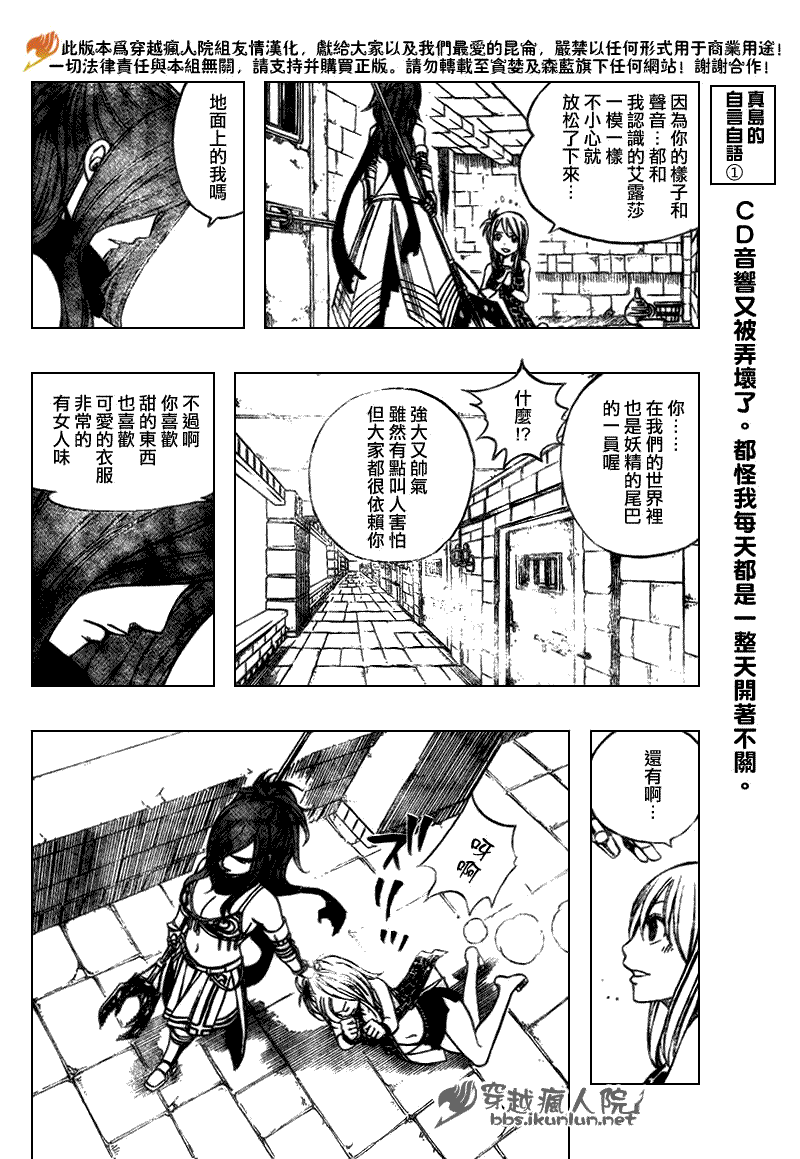 此版本爲穿越瘋人院組友情漢化，獻給大家以及我們最愛的昆侖，嚴禁以任何形式用于商業用途！
一切法律責任與本組無關，請支持并購買正版。請勿轉載至貪婪及森藍旗下任何網站！謝謝合作！
真島的
自言自語①
CD音響又被弄壞了。都怪我每天都是一整天開著不關。
因為你的樣子和
聲音…都和
我認識的艾露莎
一模一樣
不小心就
放松了下來…
地面上的我嗎
你……
在我們的世界裡
也是妖精的尾巴
的一員喔
什麼!?
強大又帥氣
雖然有點叫人害怕
但大家都很依賴你
不過啊
你喜歡
甜的東西
也喜歡
可愛的衣服
非常的
有女人味
還有啊…
好
ズズ
穿越瘋人院
bbs.ikunlun.net